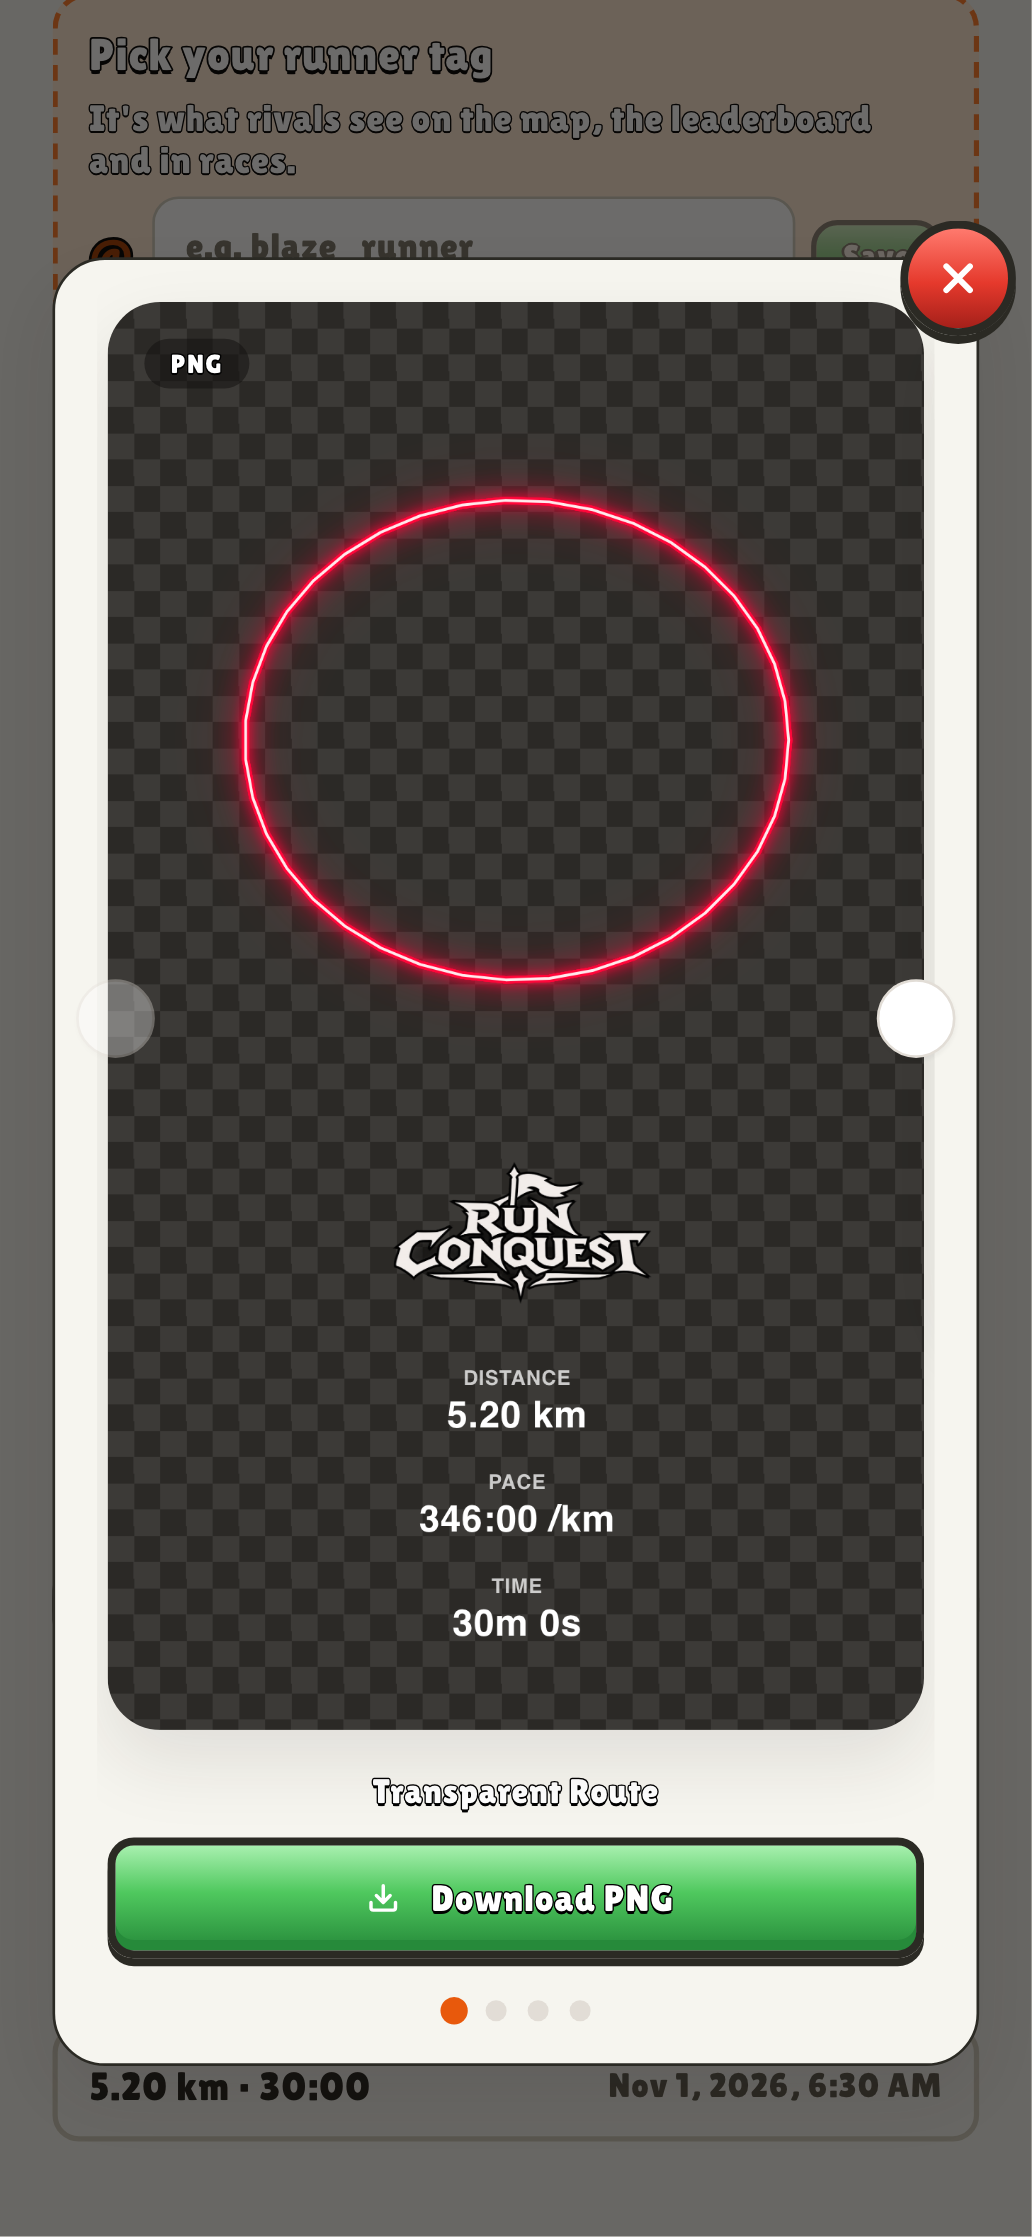 Pick your runner tag
It's what rivals see on the map, the leaderboard
and in races.
@ e.g. blaze_runner Save
PNG
RUN
CONQUEST
DISTANCE
5.20 km
PACE
346:00 /km
TIME
30m 0s
Transparent Route
Download PNG
5.20 km · 30:00 Nov 1, 2026, 6:30 AM